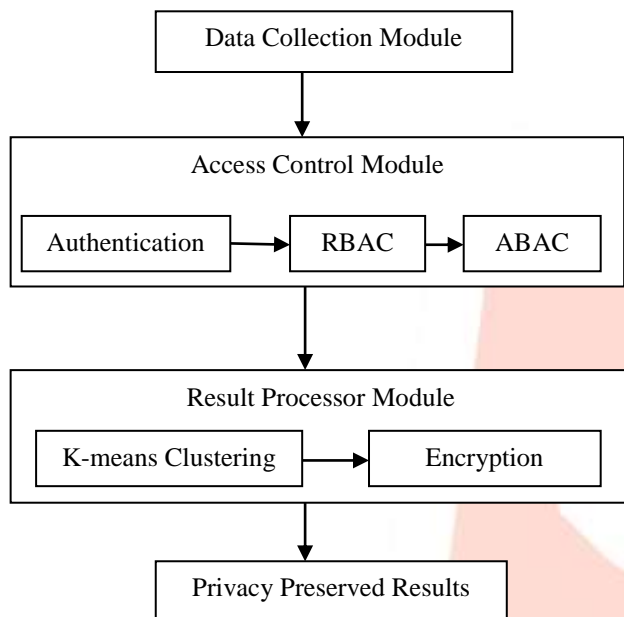 Data Collection Module
Access Control Module
Authentication
RBAC
ABAC
Result Processor Module
K-means Clustering
Encryption
Privacy Preserved Results